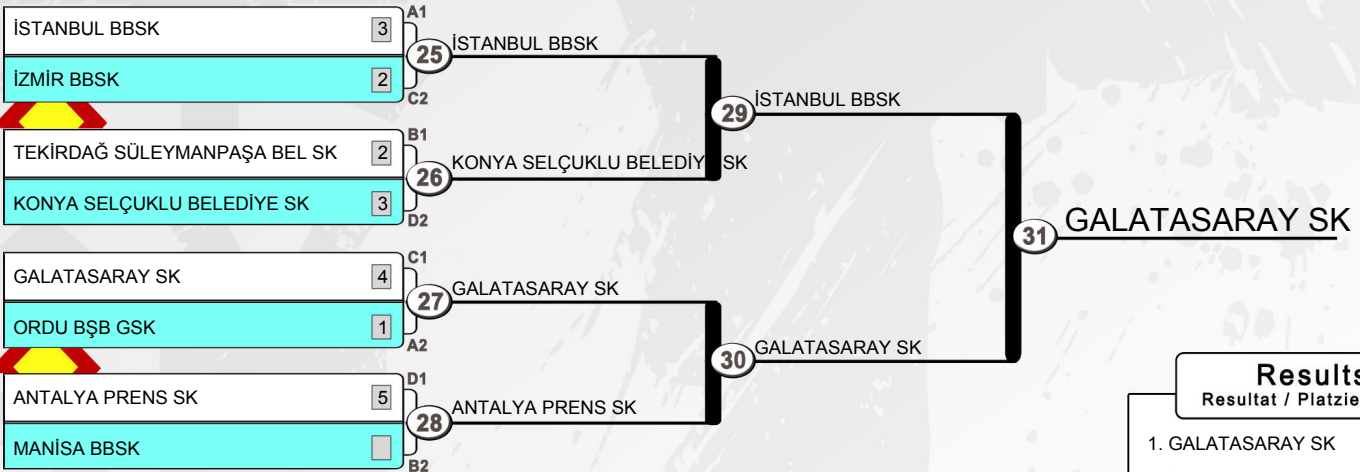 A1
İSTANBUL BBSK 3
25 İSTANBUL BBSK
İZMİR BBSK 2
C2
29 İSTANBUL BBSK
B1
TEKİRDAĞ SÜLEYMANPAŞA BEL SK 2
26 KONYA SELÇUKLU BELEDİYE SK
KONYA SELÇUKLU BELEDİYE SK 3
D2
31 GALATASARAY SK
C1
GALATASARAY SK 4
27 GALATASARAY SK
ORDU BŞB GSK 1
A2
30 GALATASARAY SK
D1
ANTALYA PRENS SK 5
28 ANTALYA PRENS SK
MANİSA BBSK
B2
Results
Resultat / Platzie
1. GALATASARAY SK